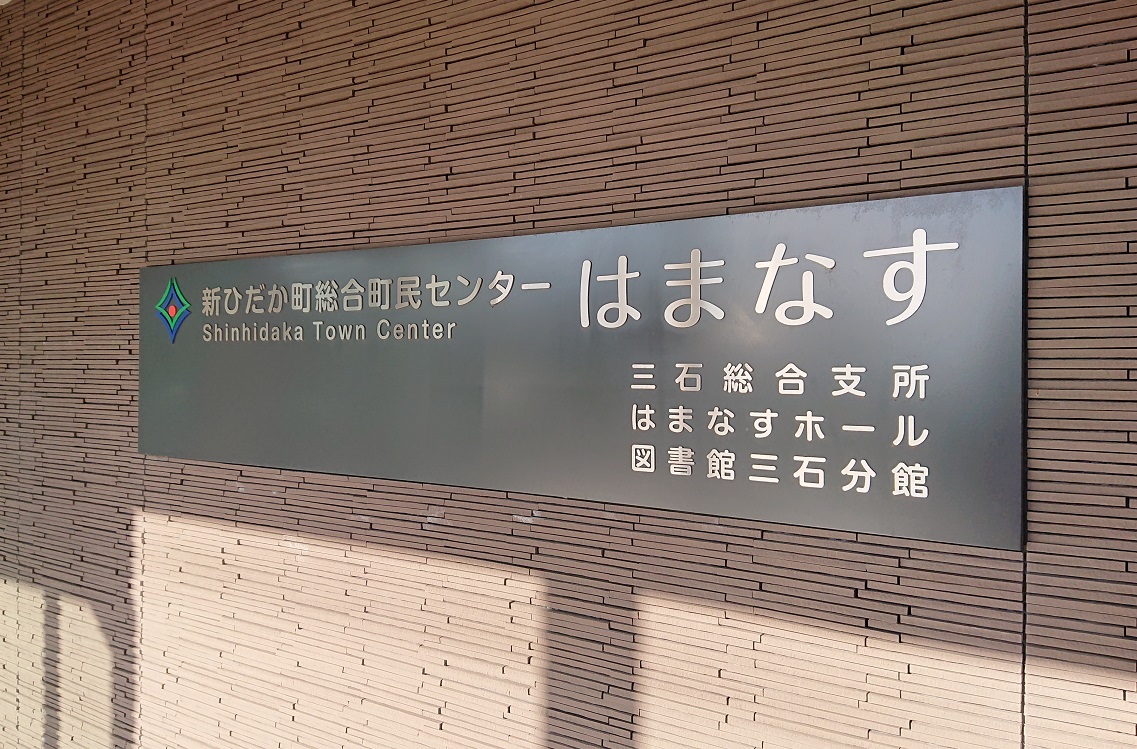 新ひだか町総合町民センター はまなす
Shinhidaka Town Center
三石総合支所
はまなすホール
図書館三石分館